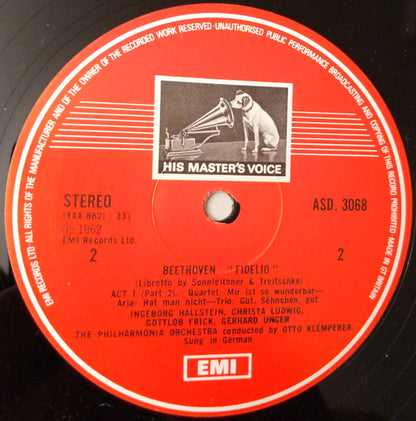 EMI RECORDS LTD·ALL RIGHTS OF THE MANUFACTURER AND OF THE OWNER OF THE RECORDED WORK RESERVED·UNAUTHORISED PUBLIC PERFORMANCE BROADCASTING AND COPYING OF THIS RECORD PROHIBITED MADE IN GT BRITAIN
HIS MASTER'S VOICE
STEREO
(YAX 882) 33⅓
℗ 1962
EMI Records Ltd.
2
ASD. 3068
2
BEETHOVEN "FIDELIO"
(Libretto by Sonnleithner & Treitschke)
ACT I (Part 2). Quartet: Mir ist so wunderbar—
Aria: Hat man nicht—Trio: Gut, Söhnchen, gut
INGEBORG HALLSTEIN, CHRISTA LUDWIG,
GOTTLOB FRICK, GERHARD UNGER
THE PHILHARMONIA ORCHESTRA conducted by OTTO KLEMPERER
Sung in German
EMI